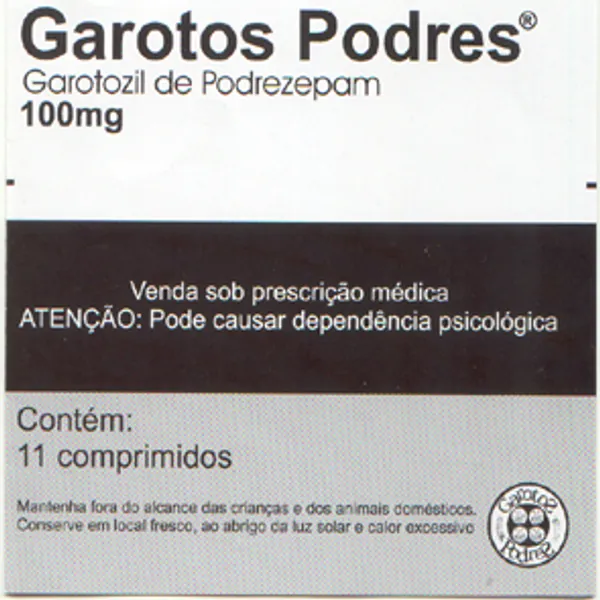 Garotos Podres®
Garotozil de Podrezepam
100mg
Venda sob prescrição médica
ATENÇÃO: Pode causar dependência psicológica
Contém:
11 comprimidos
Mantenha fora do alcance das crianças e dos animais domésticos.
Conserve em local fresco, ao abrigo da luz solar e calor excessivo
Garotos
Podres